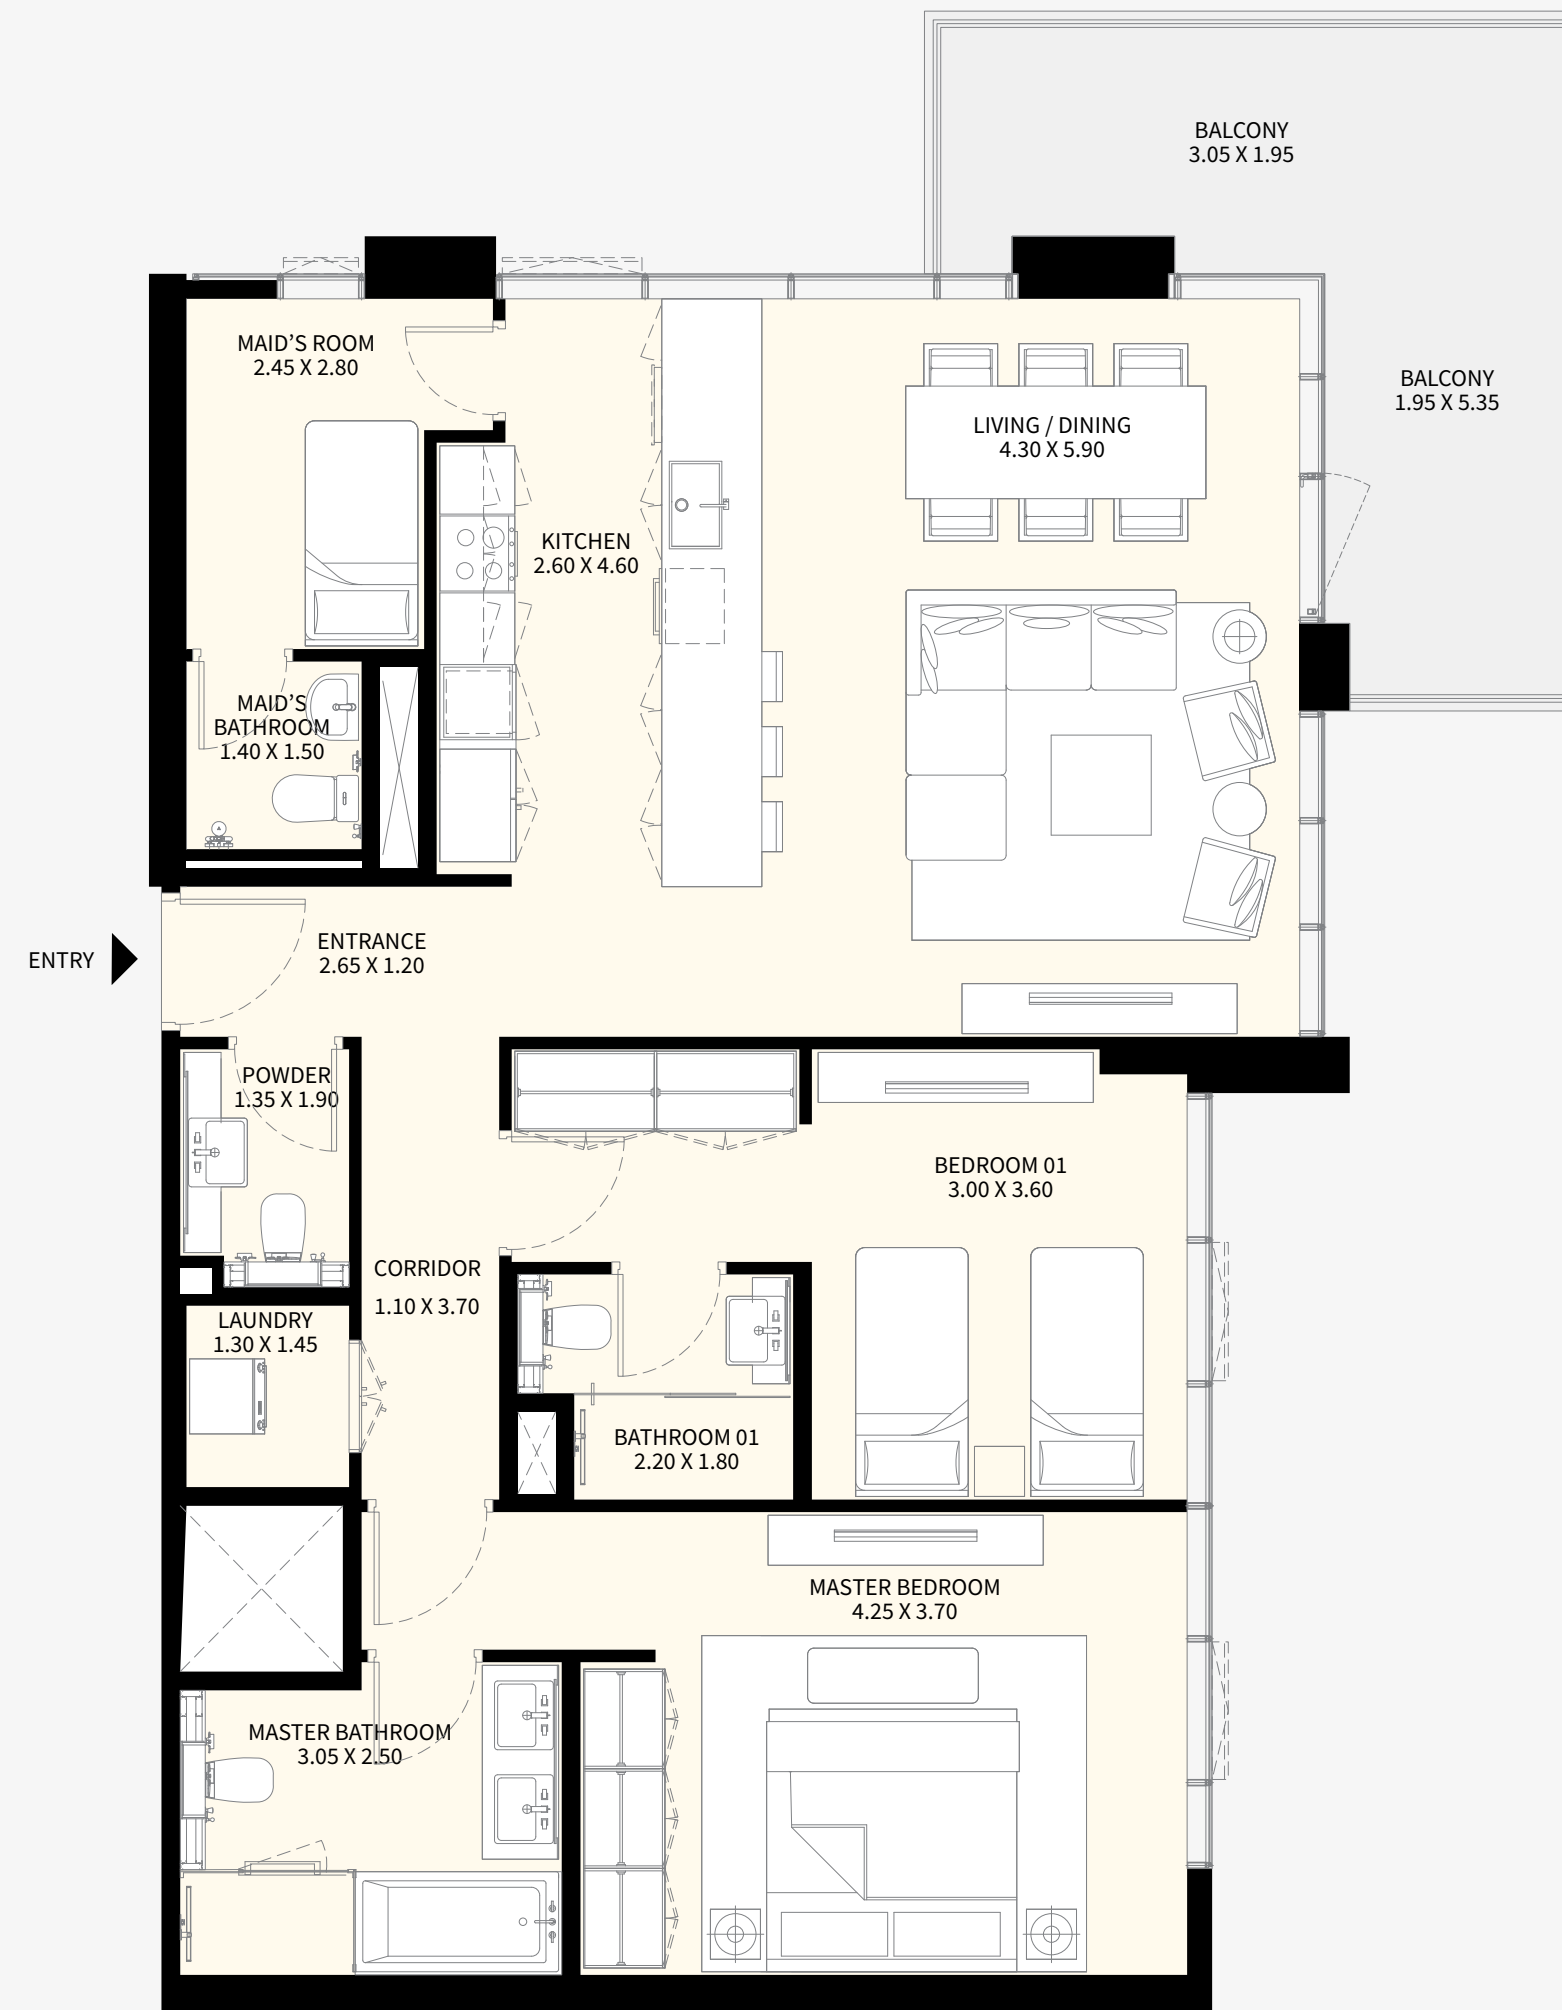 BALCONY
3.05 X 1.95
MAID’S ROOM
2.45 X 2.80
BALCONY
1.95 X 5.35
LIVING / DINING
4.30 X 5.90
KITCHEN
2.60 X 4.60
MAID’S
BATHROOM
1.40 X 1.50
ENTRY
ENTRANCE
2.65 X 1.20
POWDER
1.35 X 1.90
BEDROOM 01
3.00 X 3.60
CORRIDOR
1.10 X 3.70
LAUNDRY
1.30 X 1.45
BATHROOM 01
2.20 X 1.80
MASTER BEDROOM
4.25 X 3.70
MASTER BATHROOM
3.05 X 2.50